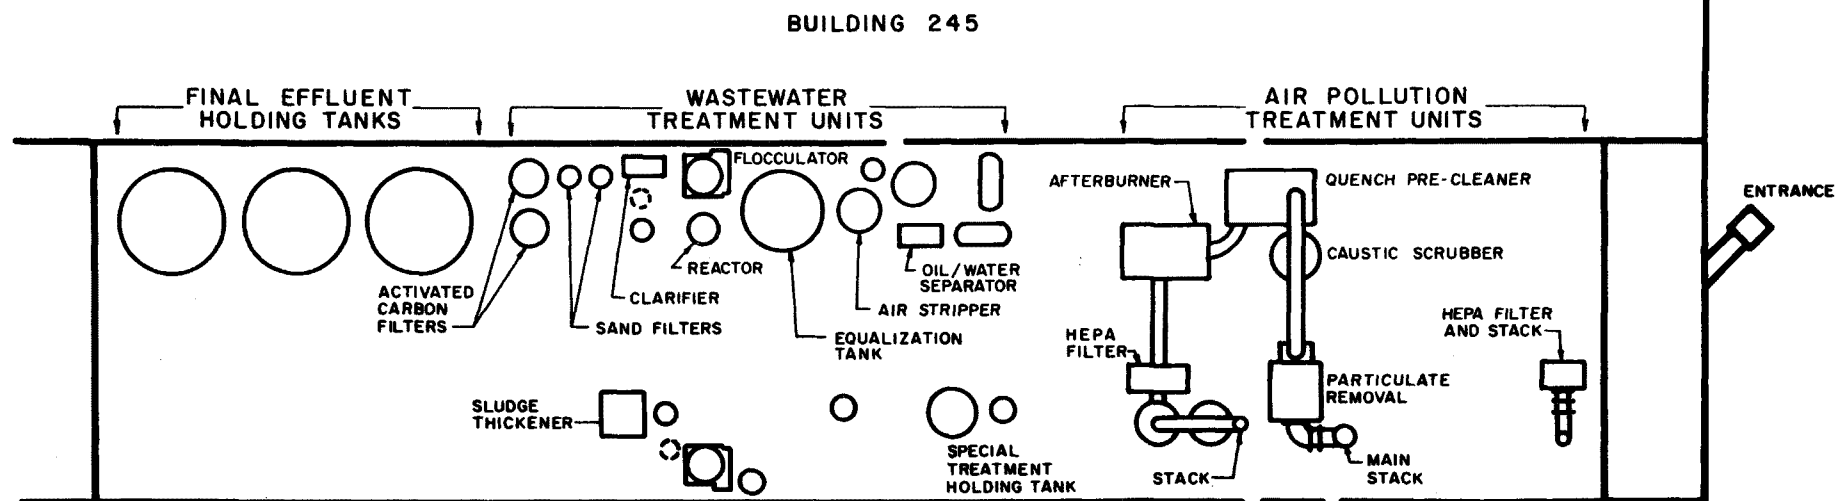 BUILDING 245
FINAL EFFLUENT
HOLDING TANKS
WASTEWATER
TREATMENT UNITS
AIR POLLUTION
TREATMENT UNITS
FLOCCULATOR
AFTERBURNER
QUENCH PRE-CLEANER
ENTRANCE
CAUSTIC SCRUBBER
REACTOR
OIL/WATER
SEPARATOR
ACTIVATED
CARBON
FILTERS
CLARIFIER
SAND FILTERS
AIR STRIPPER
EQUALIZATION
TANK
HEPA
FILTER
HEPA FILTER
AND STACK
PARTICULATE
REMOVAL
SLUDGE
THICKENER
SPECIAL
TREATMENT
HOLDING TANK
STACK
MAIN
STACK